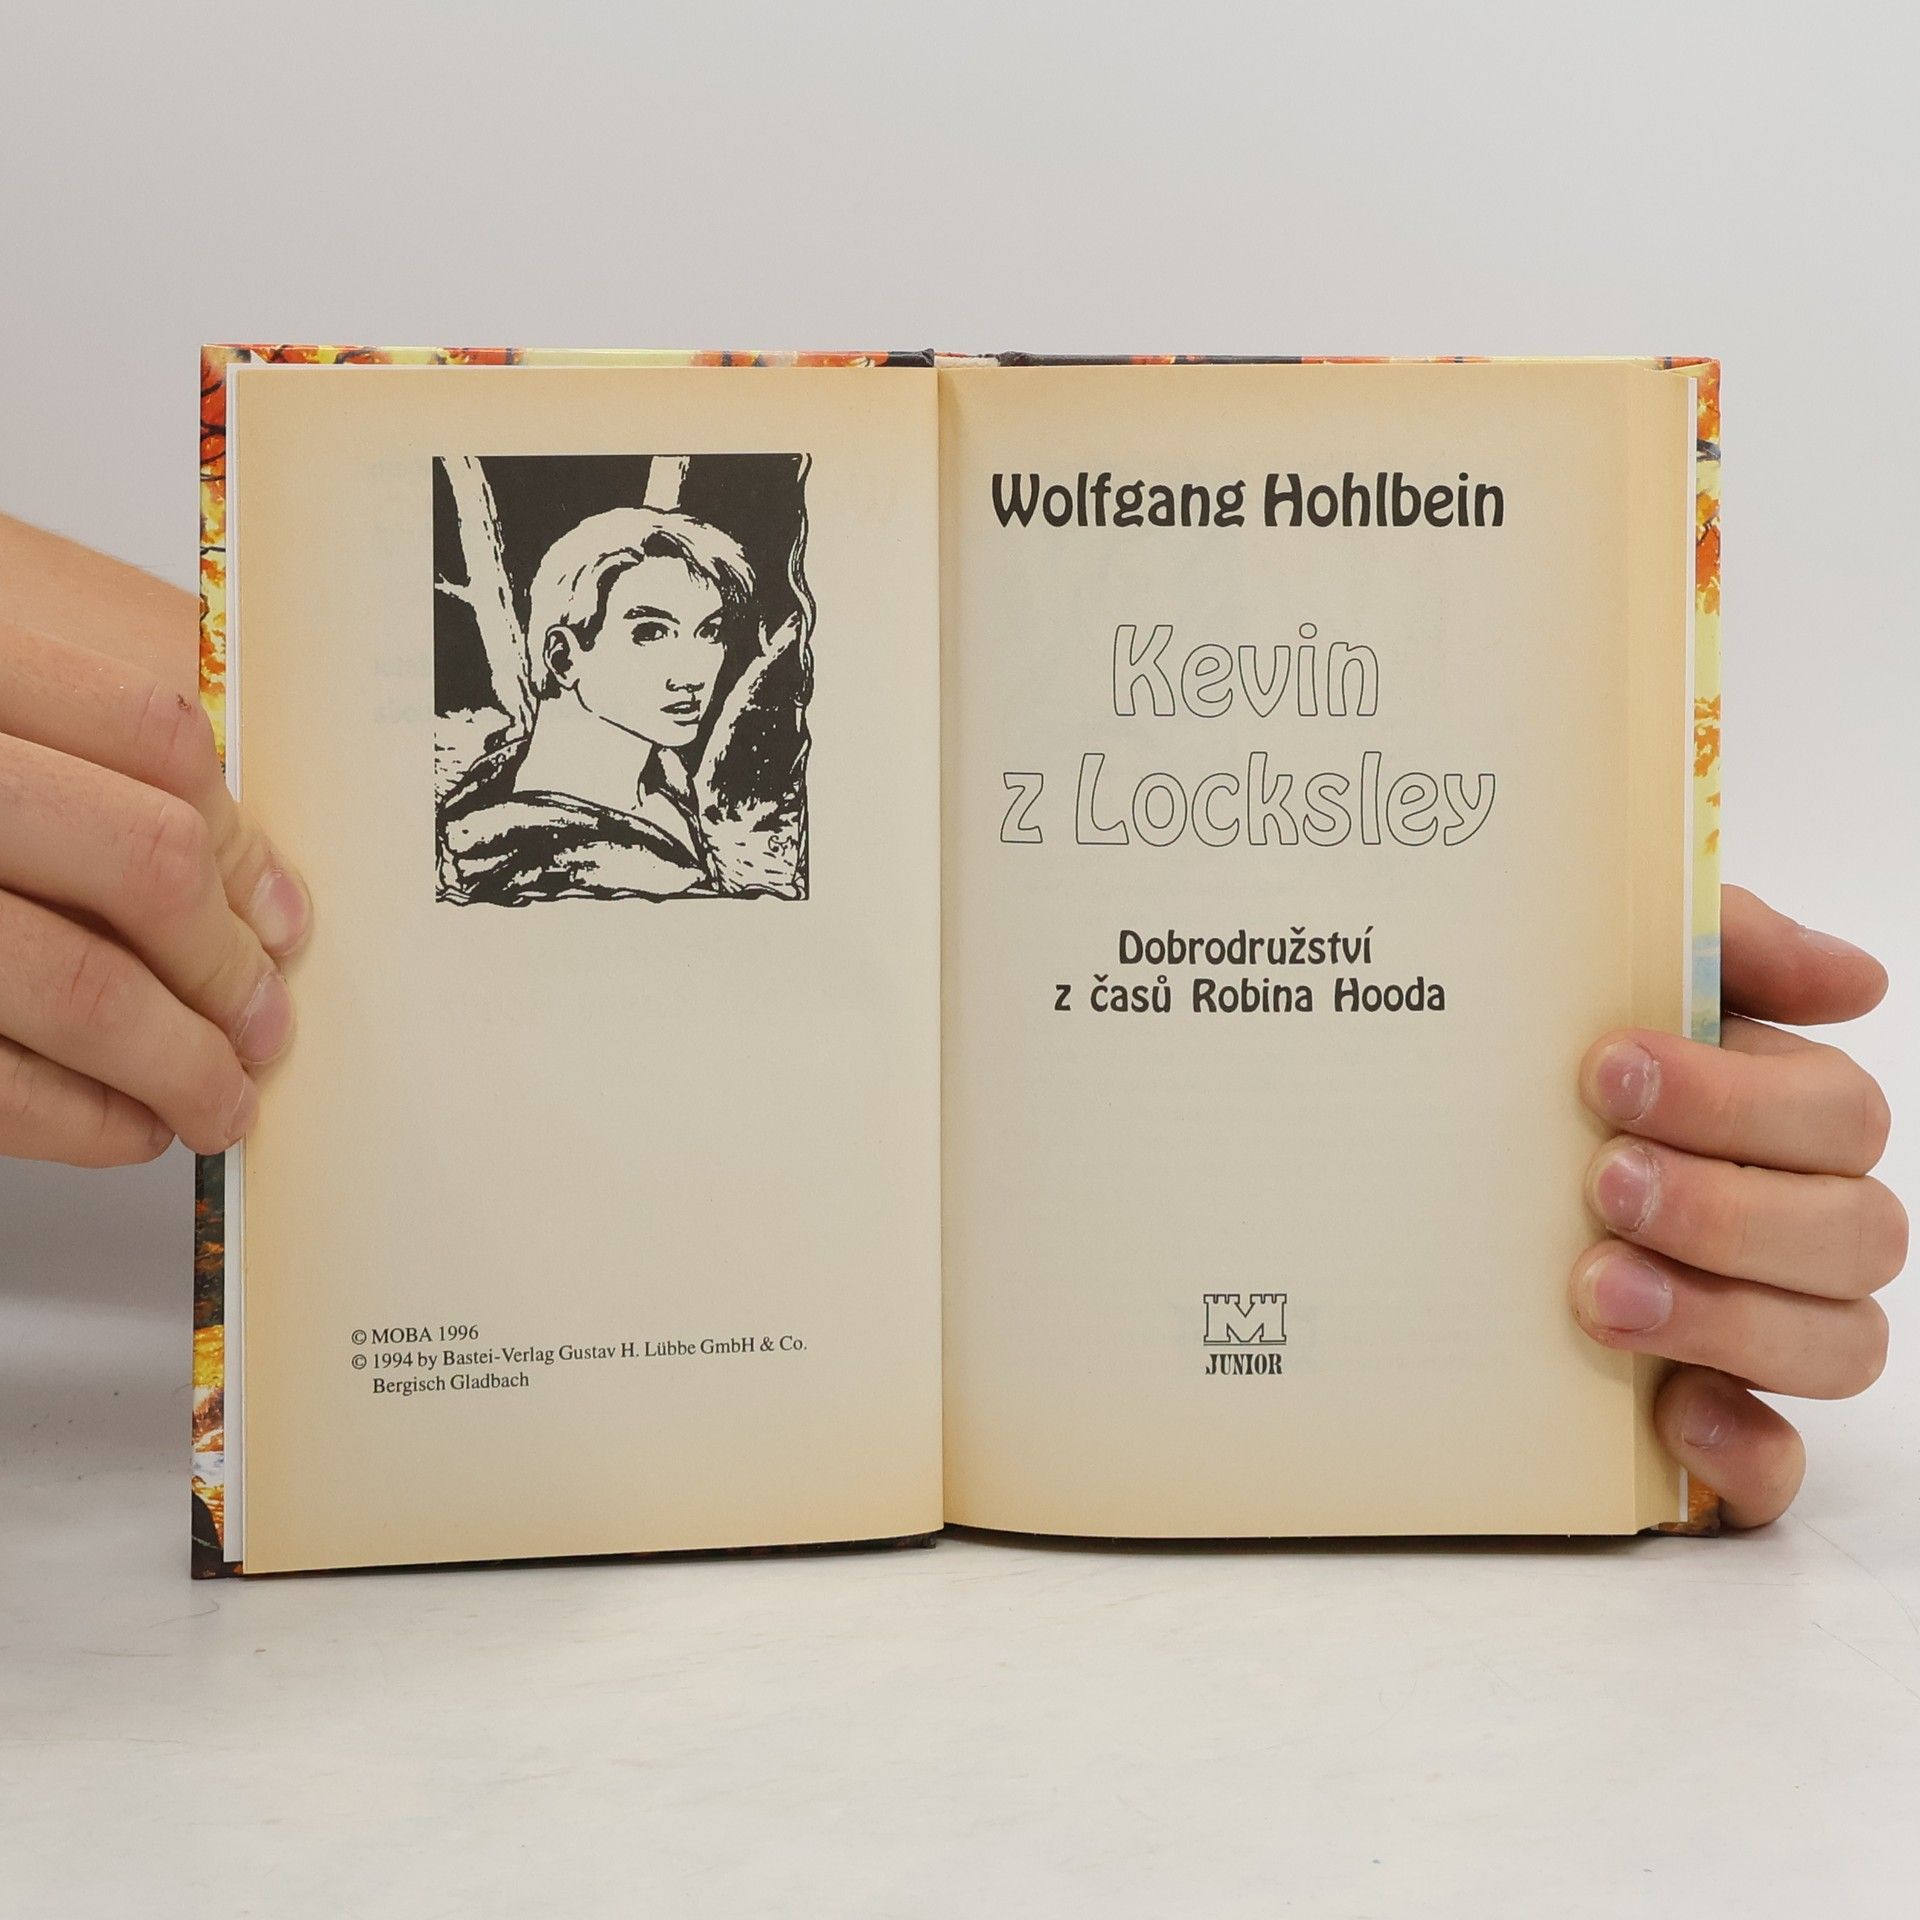 © MOBA 1996
© 1994 by Bastei-Verlag Gustav H. Lübbe GmbH & Co.
Bergisch Gladbach
Wolfgang Hohlbein
Kevin
z Locksley
Dobrodružství
z časů Robina Hooda
M
JUNIOR